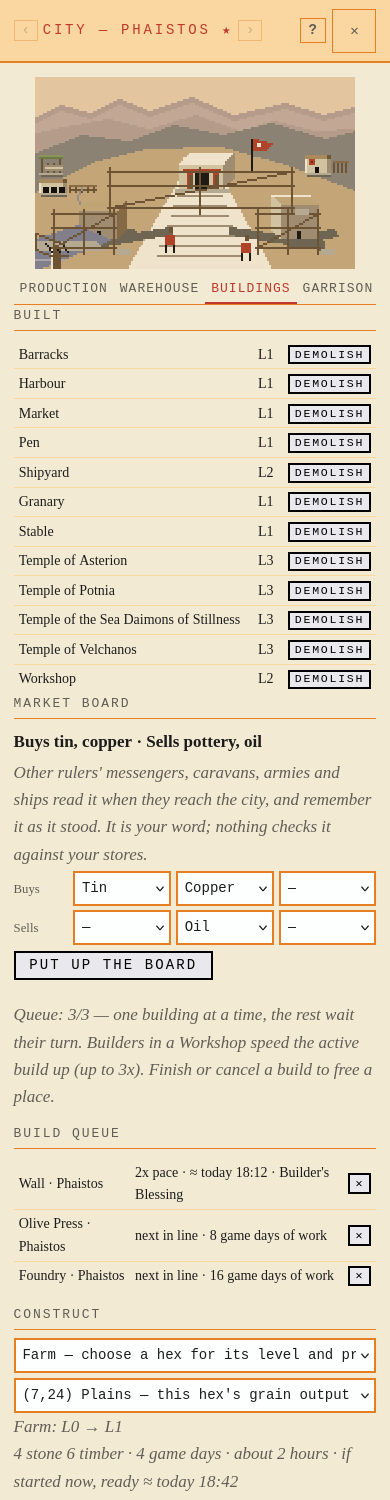 ‹ CITY — PHAISTOS ★ › ? ×
PRODUCTION WAREHOUSE BUILDINGS GARRISON
BUILT
Barracks L1 DEMOLISH
Harbour L1 DEMOLISH
Market L1 DEMOLISH
Pen L1 DEMOLISH
Shipyard L2 DEMOLISH
Granary L1 DEMOLISH
Stable L1 DEMOLISH
Temple of Asterion L3 DEMOLISH
Temple of Potnia L3 DEMOLISH
Temple of the Sea Daimons of Stillness L3 DEMOLISH
Temple of Velchanos L3 DEMOLISH
Workshop L2 DEMOLISH
MARKET BOARD
Buys tin, copper · Sells pottery, oil
Other rulers' messengers, caravans, armies and
ships read it when they reach the city, and remember
it as it stood. It is your word; nothing checks it
against your stores.
Buys Tin Copper —
Sells — Oil —
PUT UP THE BOARD
Queue: 3/3 — one building at a time, the rest wait
their turn. Builders in a Workshop speed the active
build up (up to 3x). Finish or cancel a build to free a
place.
BUILD QUEUE
Wall · Phaistos 2x pace · ≈ today 18:12 · Builder's
Blessing ×
Olive Press ·
Phaistos next in line · 8 game days of work ×
Foundry · Phaistos next in line · 16 game days of work ×
CONSTRUCT
Farm — choose a hex for its level and pr
(7,24) Plains — this hex's grain output
Farm: L0 → L1
4 stone 6 timber · 4 game days · about 2 hours · if
started now, ready ≈ today 18:42